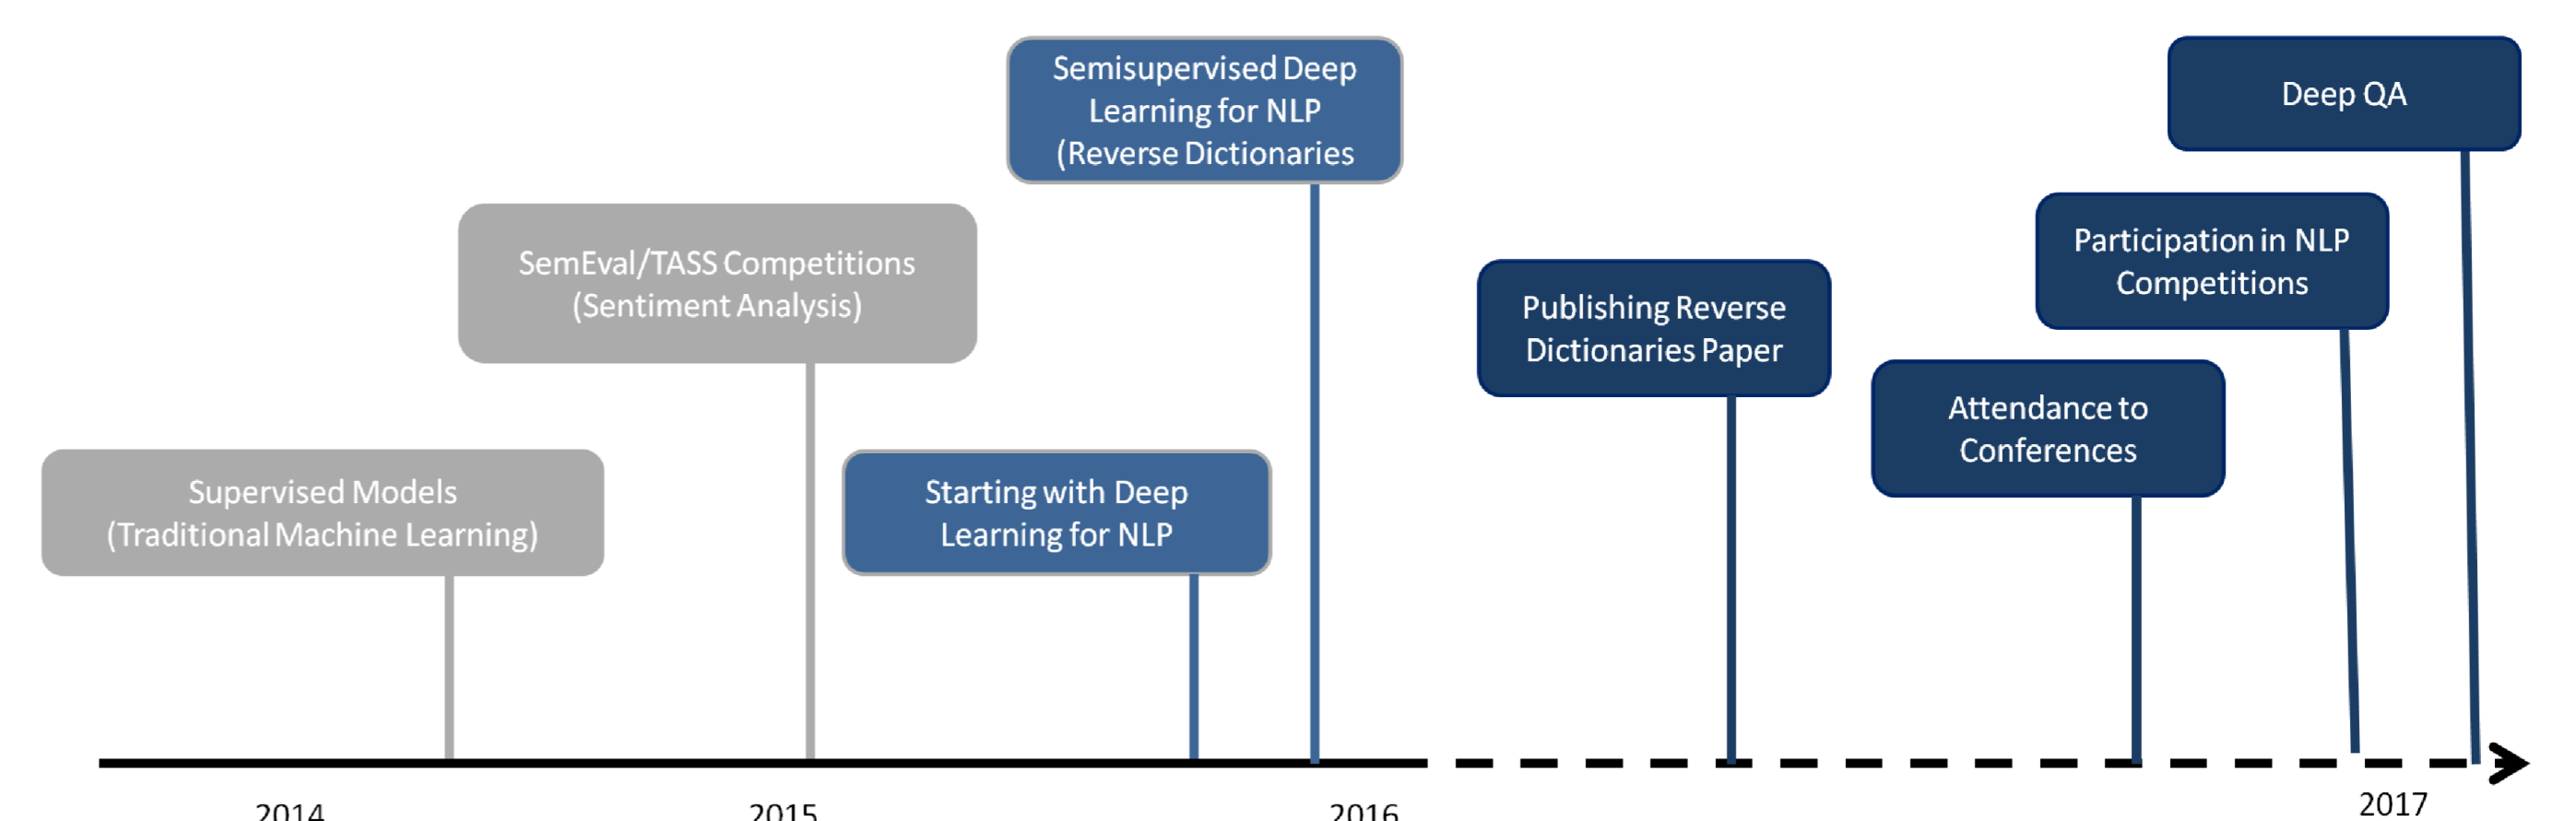 Supervised Models
(Traditional Machine Learning)
SemEval/TASS Competitions
(Sentiment Analysis)
Starting with Deep
Learning for NLP
Semisupervised Deep
Learning for NLP
(Reverse Dictionaries
Publishing Reverse
Dictionaries Paper
Attendance to
Conferences
Participation in NLP
Competitions
Deep QA
2014
2015
2016
2017